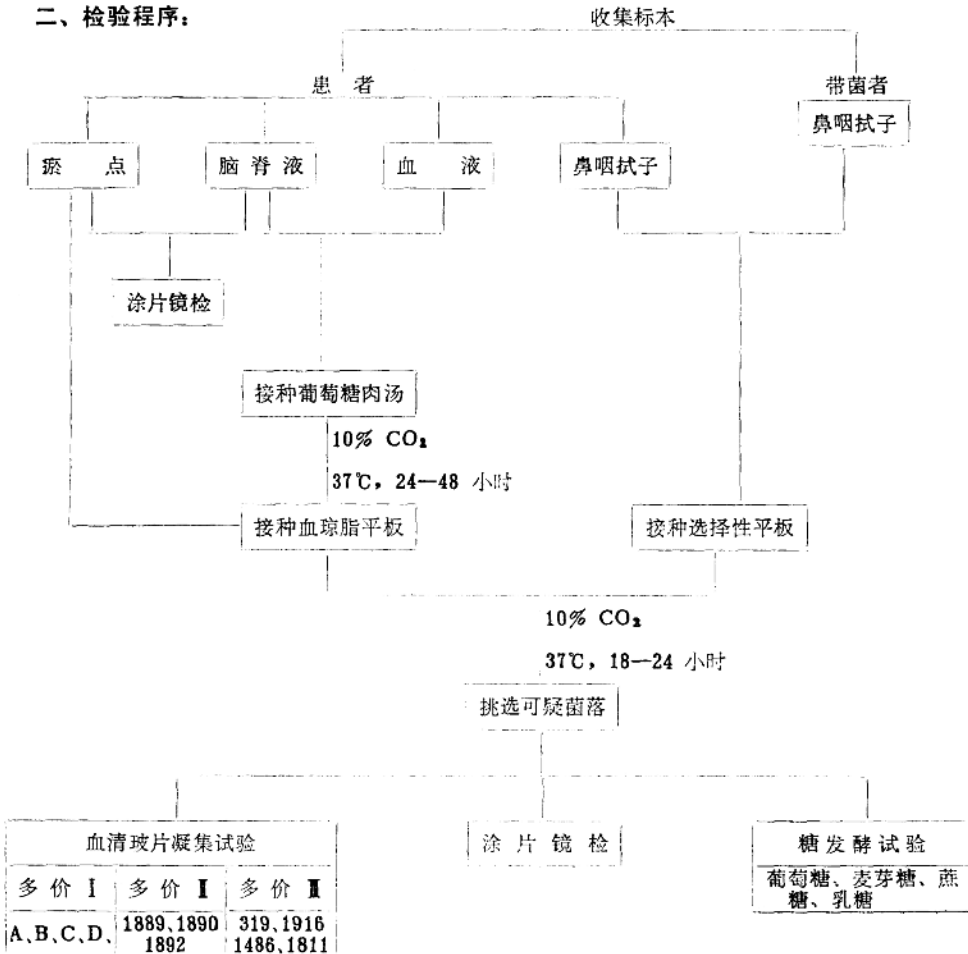 二、检验程序：
收集标本
患 者
带菌者
鼻咽拭子
瘀 点
脑脊液
血 液
鼻咽拭子
涂片镜检
接种葡萄糖肉汤
10% CO₂
37℃，24—48 小时
接种血琼脂平板
接种选择性平板
10% CO₂
37℃，18—24 小时
挑选可疑菌落
血清玻片凝集试验
涂片镜检
糖发酵试验
多价 Ⅰ
多价 Ⅱ
多价 Ⅲ
葡萄糖、麦芽糖、蔗
糖、乳糖
A、B、C、D、
1889、1890
1892
319、1916
1486、1811